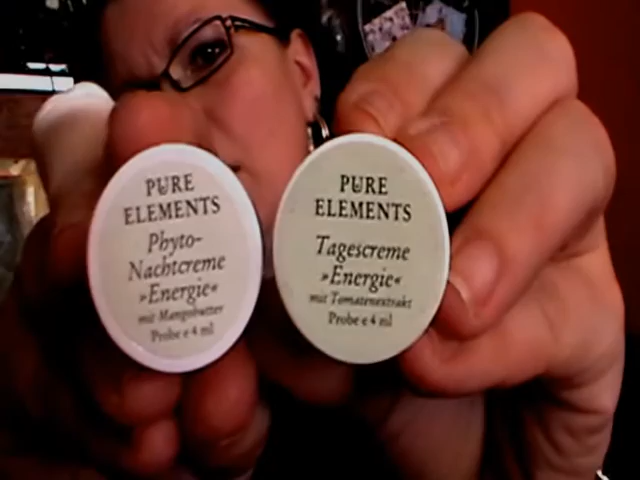 PURE
ELEMENTS
Phyto-
Nachtcreme
»Energie«
mit Mangobutter
Probe e 4 ml
PURE
ELEMENTS
Tagescreme
»Energie«
mit Tomatenextrakt
Probe e 4 ml